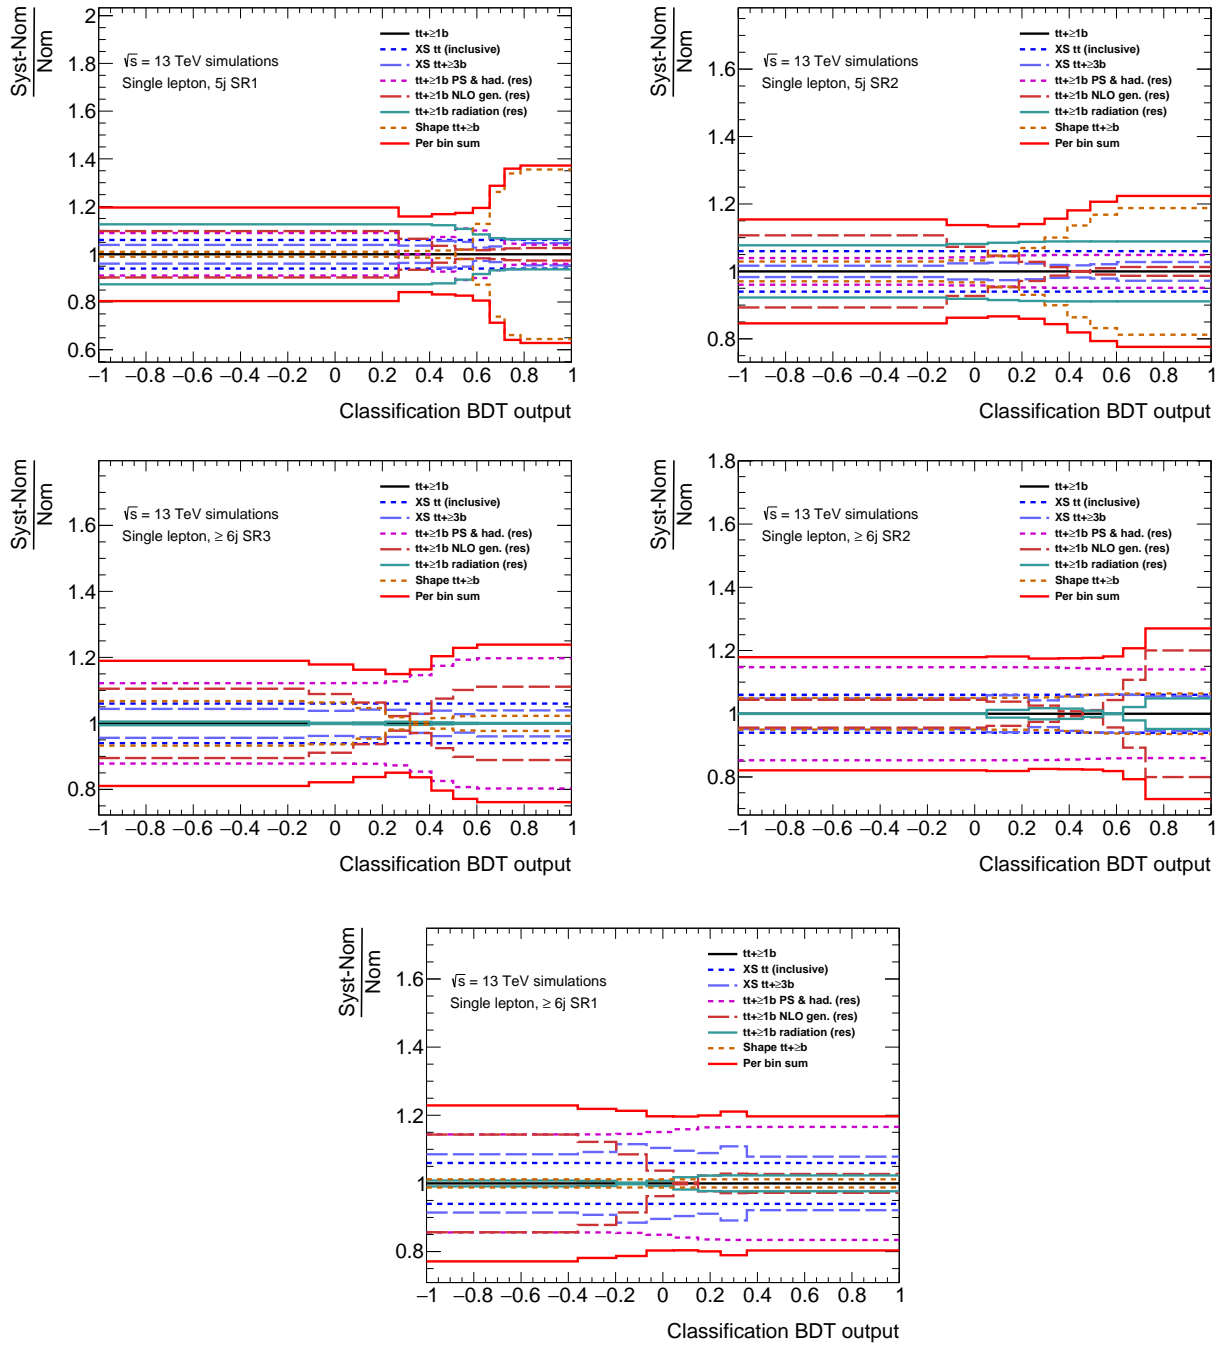 Syst-Nom
Nom
2
1.8
1.6
1.4
1.2
1
0.8
0.6
√s = 13 TeV simulations
Single lepton, 5j SR1
tt+≥1b
XS tt (inclusive)
XS tt+≥3b
tt+≥1b PS & had. (res)
tt+≥1b NLO gen. (res)
tt+≥1b radiation (res)
Shape tt+≥b
Per bin sum
−1 −0.8 −0.6 −0.4 −0.2 0 0.2 0.4 0.6 0.8 1
Classification BDT output
Syst-Nom
Nom
1.6
1.4
1.2
1
0.8
√s = 13 TeV simulations
Single lepton, 5j SR2
tt+≥1b
XS tt (inclusive)
XS tt+≥3b
tt+≥1b PS & had. (res)
tt+≥1b NLO gen. (res)
tt+≥1b radiation (res)
Shape tt+≥b
Per bin sum
−1 −0.8 −0.6 −0.4 −0.2 0 0.2 0.4 0.6 0.8 1
Classification BDT output
Syst-Nom
Nom
1.6
1.4
1.2
1
0.8
√s = 13 TeV simulations
Single lepton, ≥ 6j SR3
tt+≥1b
XS tt (inclusive)
XS tt+≥3b
tt+≥1b PS & had. (res)
tt+≥1b NLO gen. (res)
tt+≥1b radiation (res)
Shape tt+≥b
Per bin sum
−1 −0.8 −0.6 −0.4 −0.2 0 0.2 0.4 0.6 0.8 1
Classification BDT output
Syst-Nom
Nom
1.8
1.6
1.4
1.2
1
0.8
√s = 13 TeV simulations
Single lepton, ≥ 6j SR2
tt+≥1b
XS tt (inclusive)
XS tt+≥3b
tt+≥1b PS & had. (res)
tt+≥1b NLO gen. (res)
tt+≥1b radiation (res)
Shape tt+≥b
Per bin sum
−1 −0.8 −0.6 −0.4 −0.2 0 0.2 0.4 0.6 0.8 1
Classification BDT output
Syst-Nom
Nom
1.6
1.4
1.2
1
0.8
√s = 13 TeV simulations
Single lepton, ≥ 6j SR1
tt+≥1b
XS tt (inclusive)
XS tt+≥3b
tt+≥1b PS & had. (res)
tt+≥1b NLO gen. (res)
tt+≥1b radiation (res)
Shape tt+≥b
Per bin sum
−1 −0.8 −0.6 −0.4 −0.2 0 0.2 0.4 0.6 0.8 1
Classification BDT output